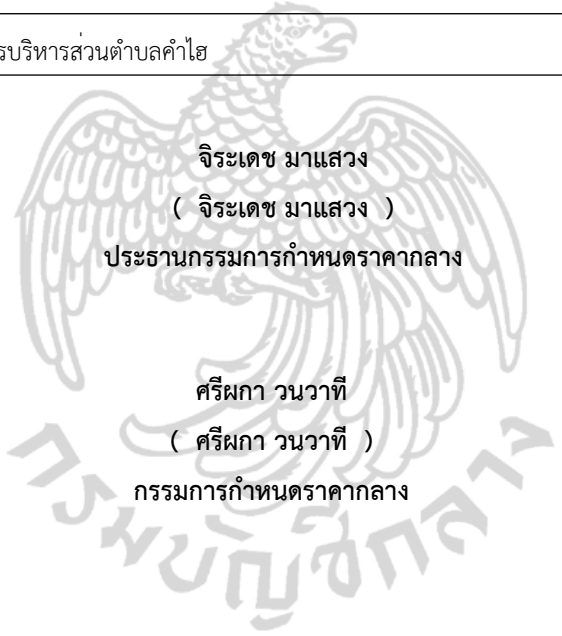 รบริหารส่วนตำบลคำไฮ
จิระเดช มาแสวง
( จิระเดช มาแสวง )
ประธานกรรมการกำหนดราคากลาง
ศรีผกา วนวาที
( ศรีผกา วนวาที )
กรรมการกำหนดราคากลาง
กรมบัญชีกลาง